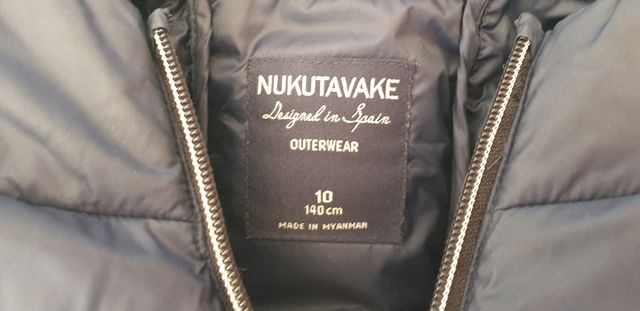 NUKUTAVAKE
Designed in Spain
OUTERWEAR
10
140 cm
MADE IN MYANMAR